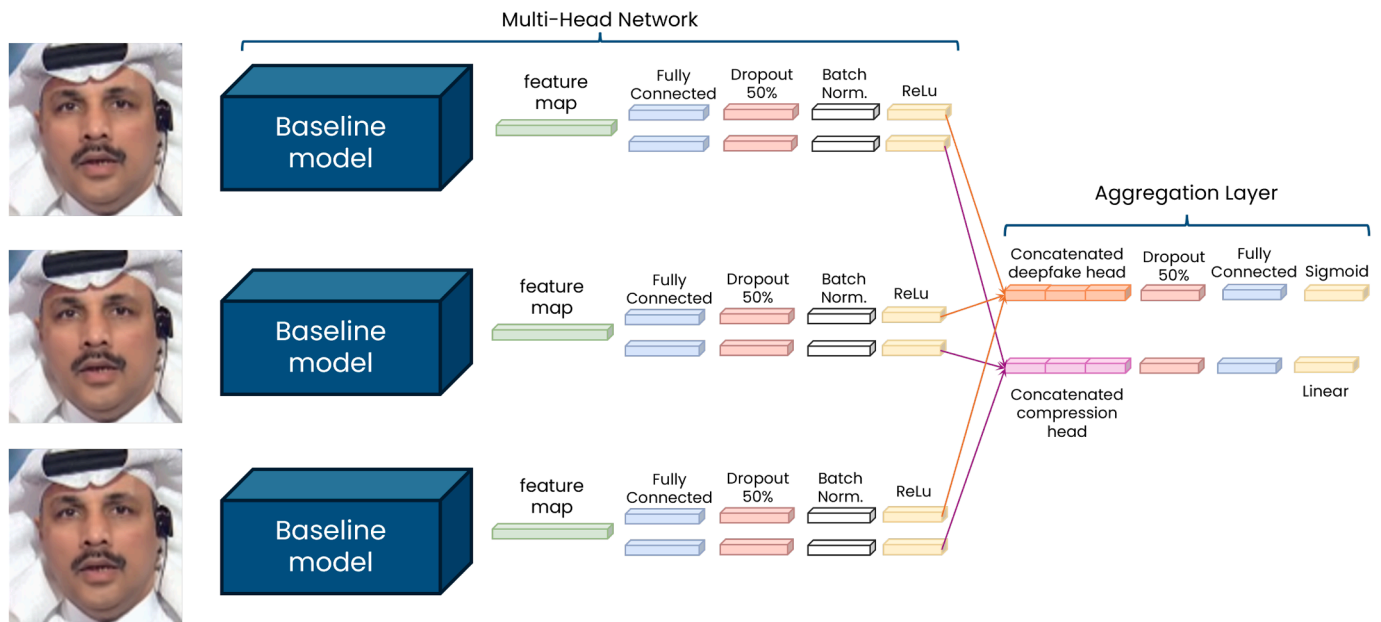 Multi-Head Network
Baseline
model
feature
map
Fully
Connected
Dropout
50%
Batch
Norm.
ReLu
Aggregation Layer
Baseline
model
feature
map
Fully
Connected
Dropout
50%
Batch
Norm.
ReLu
Concatenated
deepfake head
Dropout
50%
Fully
Connected
Sigmoid
Concatenated
compression
head
Linear
Baseline
model
feature
map
Fully
Connected
Dropout
50%
Batch
Norm.
ReLu